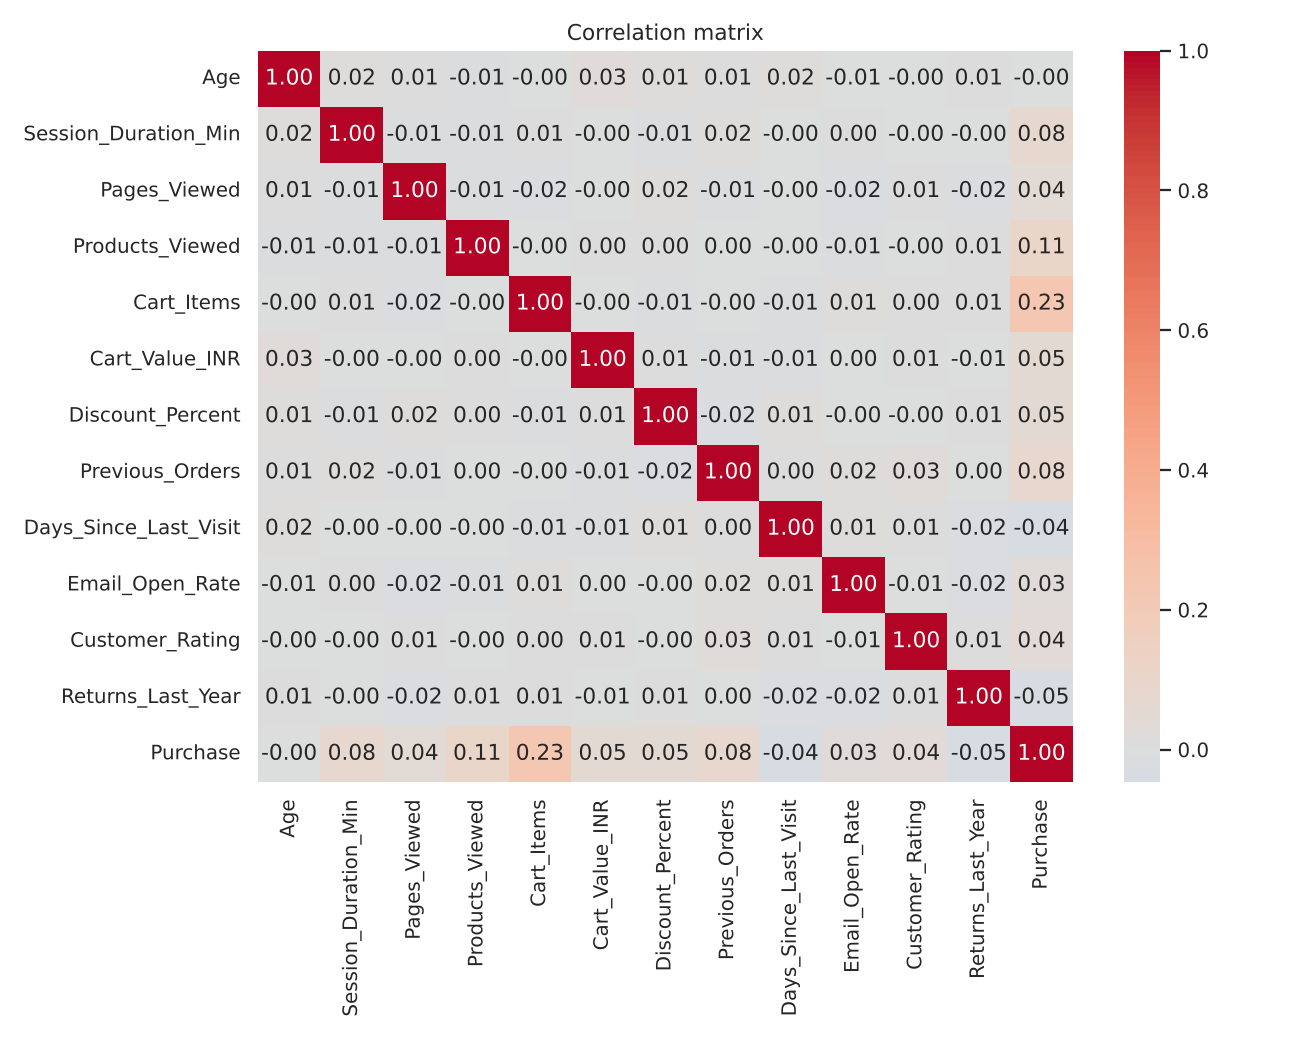 Correlation matrix
Age 1.00 0.02 0.01 -0.01 -0.00 0.03 0.01 0.01 0.02 -0.01 -0.00 0.01 -0.00
Session_Duration_Min 0.02 1.00 -0.01 -0.01 0.01 -0.00 -0.01 0.02 -0.00 0.00 -0.00 -0.00 0.08
Pages_Viewed 0.01 -0.01 1.00 -0.01 -0.02 -0.00 0.02 -0.01 -0.00 -0.02 0.01 -0.02 0.04
Products_Viewed -0.01 -0.01 -0.01 1.00 -0.00 0.00 0.00 0.00 -0.00 -0.01 -0.00 0.01 0.11
Cart_Items -0.00 0.01 -0.02 -0.00 1.00 -0.00 -0.01 -0.00 -0.01 0.01 0.00 0.01 0.23
Cart_Value_INR 0.03 -0.00 -0.00 0.00 -0.00 1.00 0.01 -0.01 -0.01 0.00 0.01 -0.01 0.05
Discount_Percent 0.01 -0.01 0.02 0.00 -0.01 0.01 1.00 -0.02 0.01 -0.00 -0.00 0.01 0.05
Previous_Orders 0.01 0.02 -0.01 0.00 -0.00 -0.01 -0.02 1.00 0.00 0.02 0.03 0.00 0.08
Days_Since_Last_Visit 0.02 -0.00 -0.00 -0.00 -0.01 -0.01 0.01 0.00 1.00 0.01 0.01 -0.02 -0.04
Email_Open_Rate -0.01 0.00 -0.02 -0.01 0.01 0.00 -0.00 0.02 0.01 1.00 -0.01 -0.02 0.03
Customer_Rating -0.00 -0.00 0.01 -0.00 0.00 0.01 -0.00 0.03 0.01 -0.01 1.00 0.01 0.04
Returns_Last_Year 0.01 -0.00 -0.02 0.01 0.01 -0.01 0.01 0.00 -0.02 -0.02 0.01 1.00 -0.05
Purchase -0.00 0.08 0.04 0.11 0.23 0.05 0.05 0.08 -0.04 0.03 0.04 -0.05 1.00
Age
Session_Duration_Min
Pages_Viewed
Products_Viewed
Cart_Items
Cart_Value_INR
Discount_Percent
Previous_Orders
Days_Since_Last_Visit
Email_Open_Rate
Customer_Rating
Returns_Last_Year
Purchase
1.0
0.8
0.6
0.4
0.2
0.0